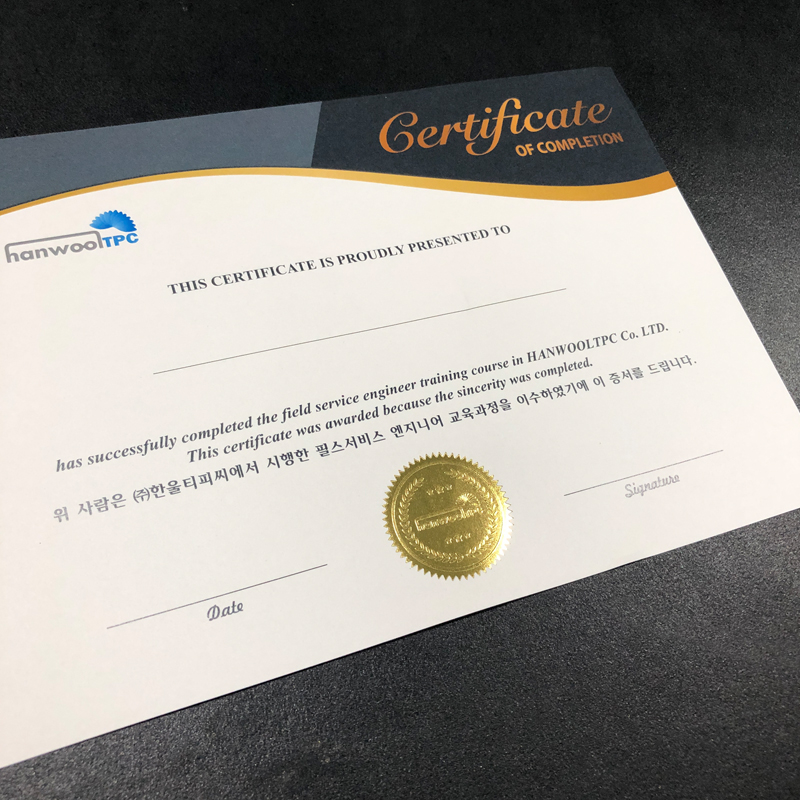 Certificate
OF COMPLETION
hanwoolTPC
THIS CERTIFICATE IS PROUDLY PRESENTED TO
has successfully completed the field service engineer training course in HANWOOLTPC Co. LTD.
This certificate was awarded because the sincerity was completed.
위 사람은 ㈜한울티피씨에서 시행한 필스서비스 엔지니어 교육과정을 이수하였기에 이 증서를 드립니다.
hanwoolTPC
Signature
Date